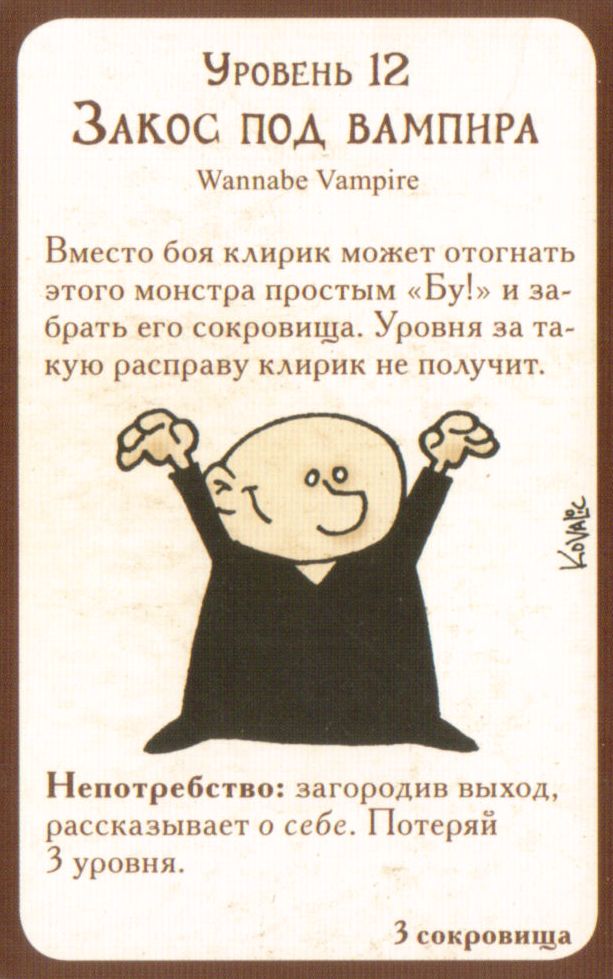 Уровень 12
Закос под вампира
Wannabe Vampire
Вместо боя клирик может отогнать
этого монстра простым «Бу!» и за-
брать его сокровища. Уровня за та-
кую расправу клирик не получит.
Kovalic
Непотребство: загородив выход,
рассказывает о себе. Потеряй
3 уровня.
3 сокровища